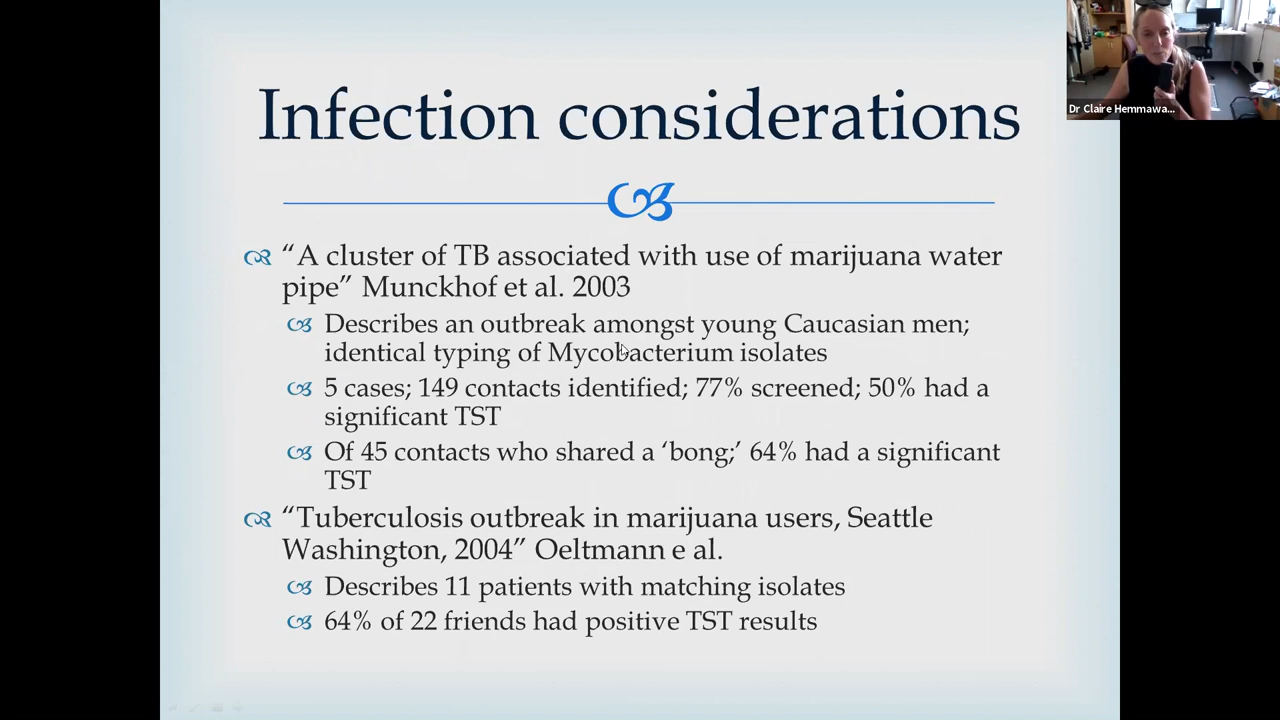 Dr Claire Hemmawa...
Infection considerations
“A cluster of TB associated with use of marijuana water
pipe” Munckhof et al. 2003
Describes an outbreak amongst young Caucasian men;
identical typing of Mycobacterium isolates
5 cases; 149 contacts identified; 77% screened; 50% had a
significant TST
Of 45 contacts who shared a ‘bong;’ 64% had a significant
TST
“Tuberculosis outbreak in marijuana users, Seattle
Washington, 2004” Oeltmann e al.
Describes 11 patients with matching isolates
64% of 22 friends had positive TST results